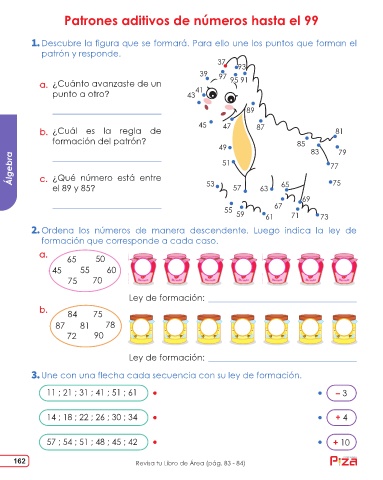 Patrones aditivos de números hasta el 99
1. Descubre la figura que se formará. Para ello une los puntos que forman el
patrón y responde.
a. ¿Cuánto avanzaste de un
punto a otro?
b. ¿Cuál es la regla de
formación del patrón?
c. ¿Qué número está entre
el 89 y 85?
37
93
39 97
95 91
41
43
89
45 47 87
81
49 85
83 79
51 77
53 57 63 65 75
69
67
55 59 61 71 73
Álgebra
2. Ordena los números de manera descendente. Luego indica la ley de
formación que corresponde a cada caso.
a.
65 50
45 55 60
75 70
Ley de formación:
b.
84 75
87 81 78
72 90
Ley de formación:
3. Une con una flecha cada secuencia con su ley de formación.
11 ; 21 ; 31 ; 41 ; 51 ; 61 • • – 3
14 ; 18 ; 22 ; 26 ; 30 ; 34 • • + 4
57 ; 54 ; 51 ; 48 ; 45 ; 42 • • + 10
162
Revisa tu Libro de Área (pág. 83 - 84)